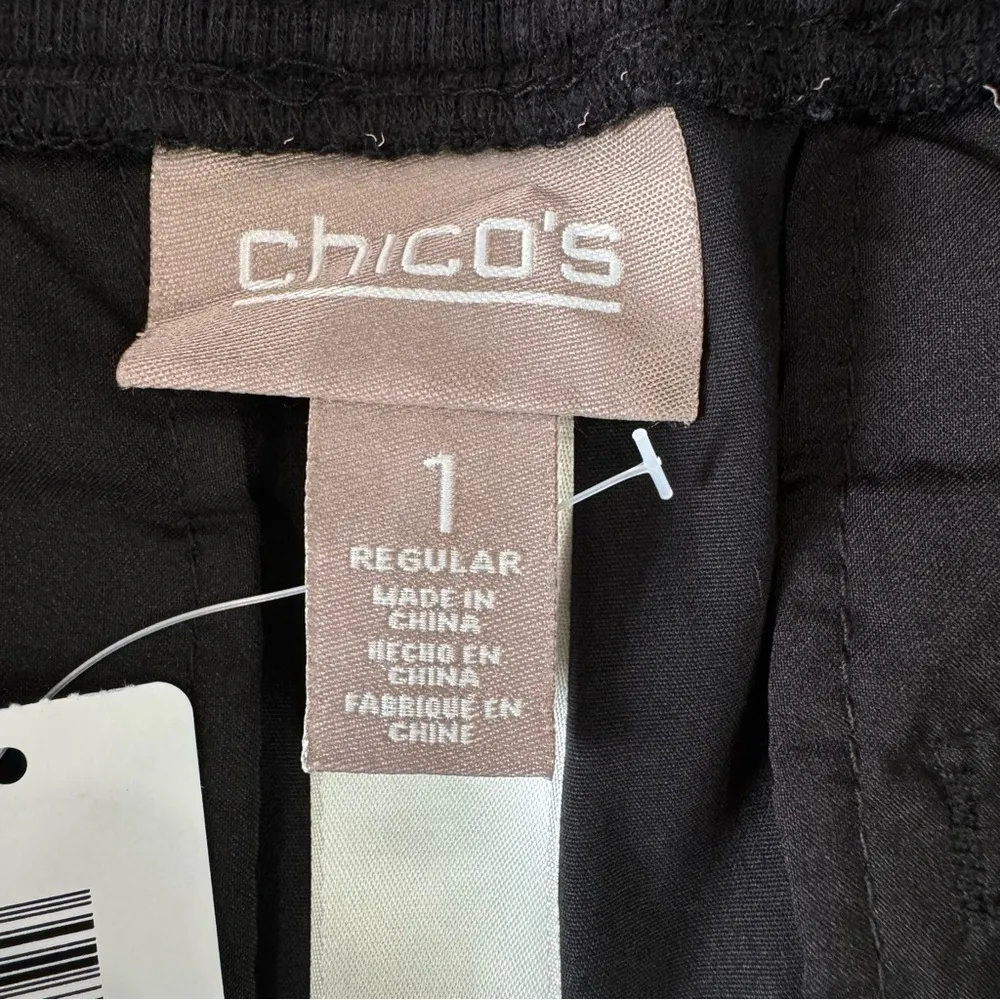 chico's
1
REGULAR
MADE IN
CHINA
HECHO EN
CHINA
FABRIQUÉ EN
CHINE